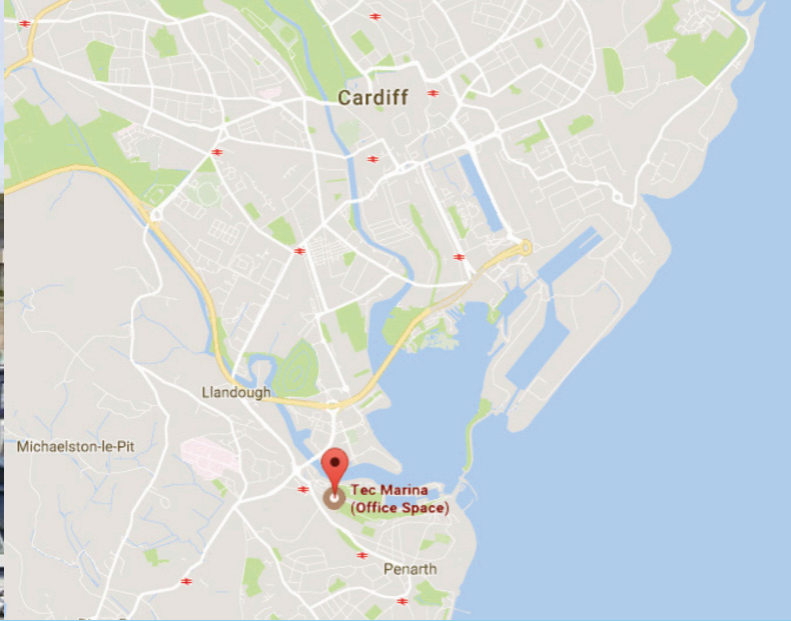 Cardiff
Llandough
Michaelston-le-Pit
Tec Marina
(Office Space)
Penarth